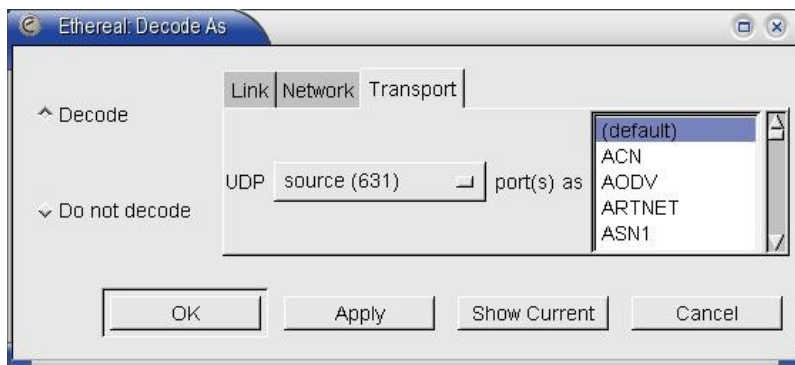 Ethereal: Decode As
Link Network Transport
Decode
Do not decode
UDP source (631) port(s) as
(default)
ACN
AODV
ARTNET
ASN1
OK Apply Show Current Cancel